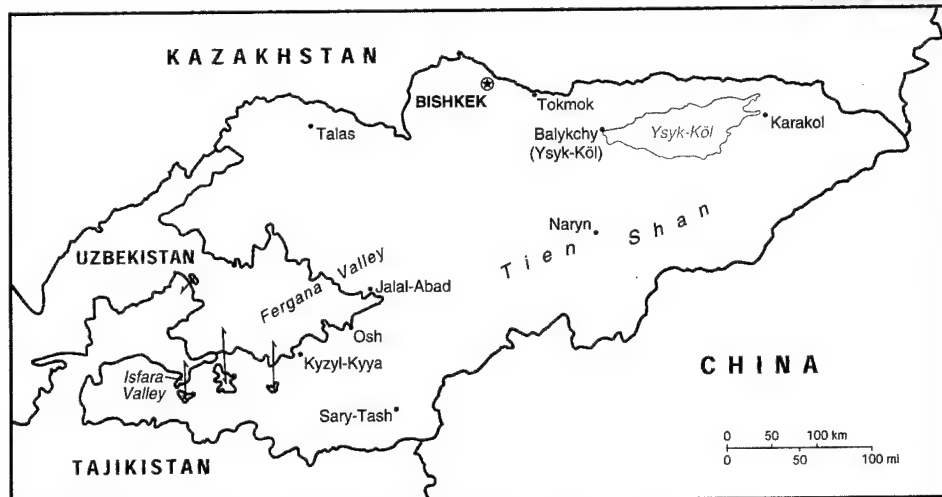 KAZAKHSTAN
BISHKEK
Tokmok
Talas
Balykchy
(Ysyk-Köl)
Ysyk-Köl
Karakol
Naryn
Tien Shan
UZBEKISTAN
Fergana Valley
Jalal-Abad
Osh
Kyzyl-Kyya
Isfara
Valley
CHINA
Sary-Tash
TAJIKISTAN
0 50 100 km
0 50 100 mi